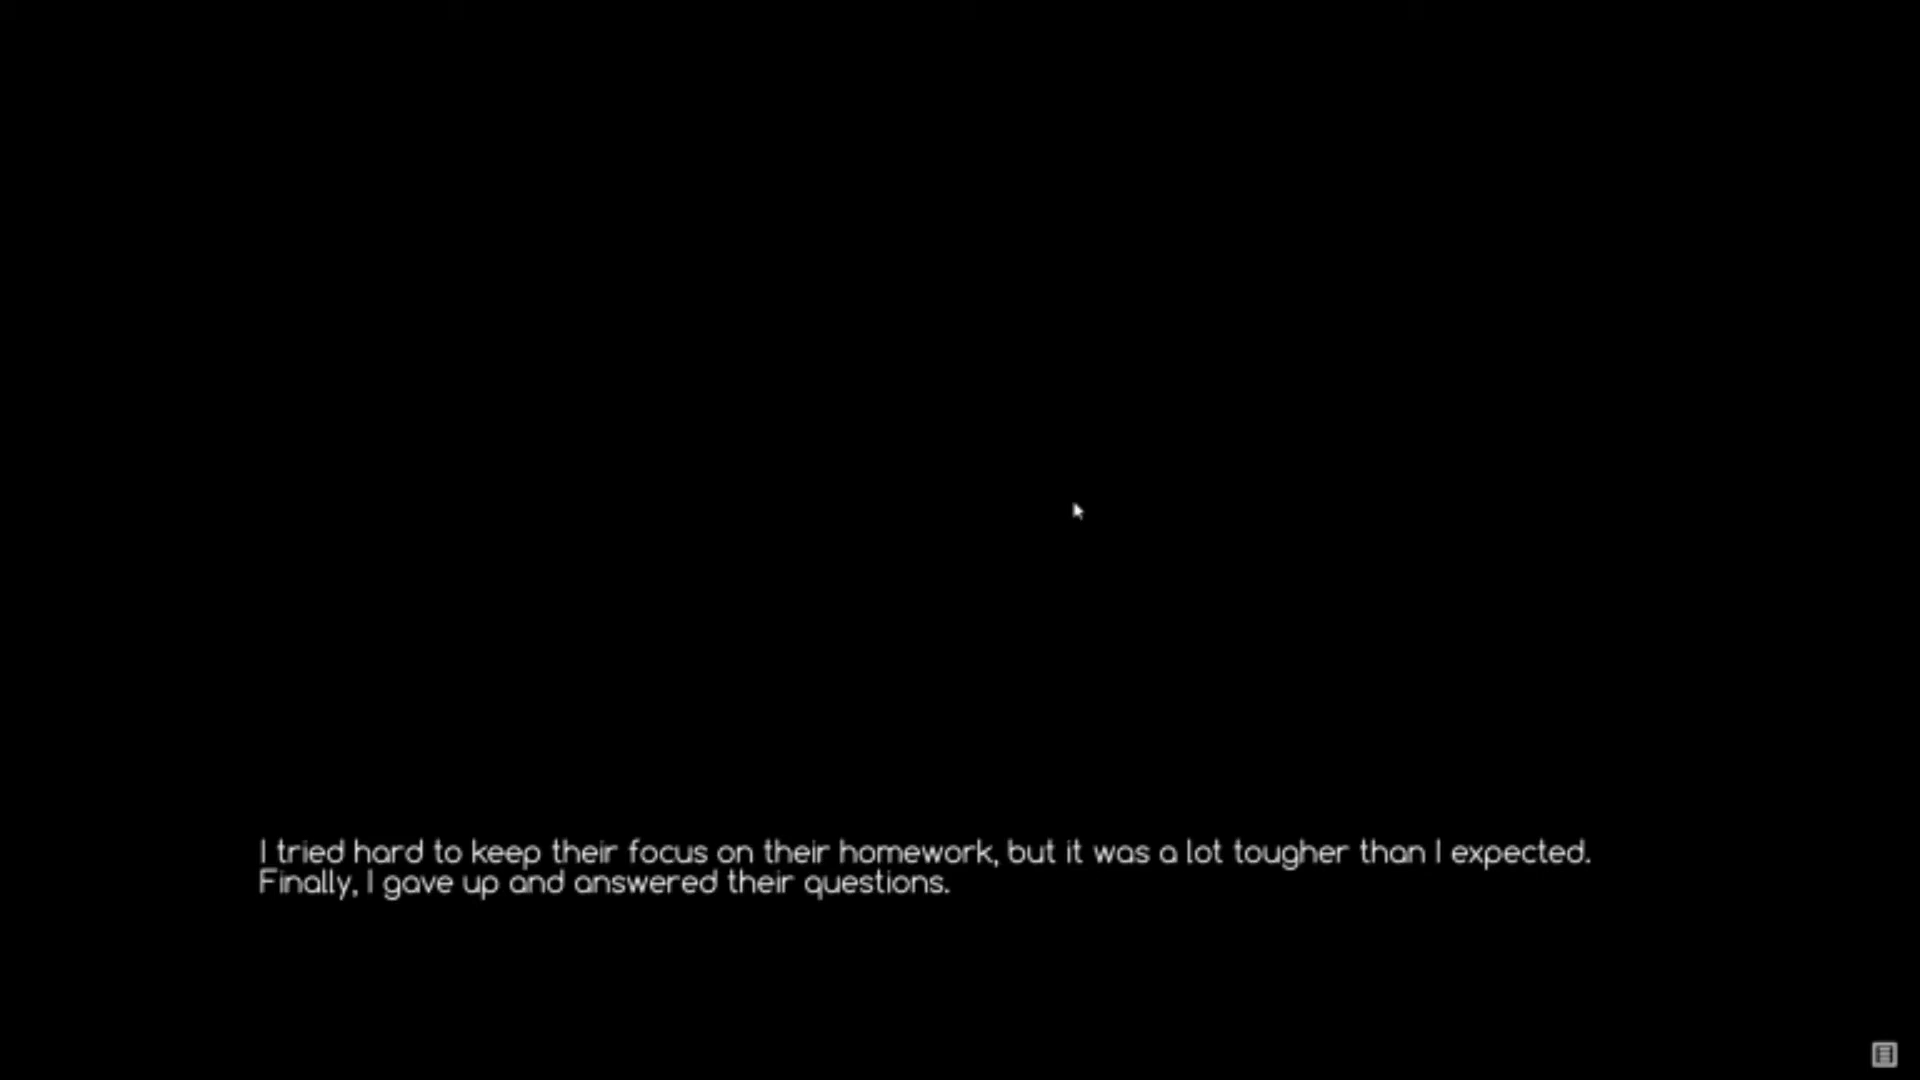 I tried hard to keep their focus on their homework, but it was a lot tougher than I expected.
Finally, I gave up and answered their questions.